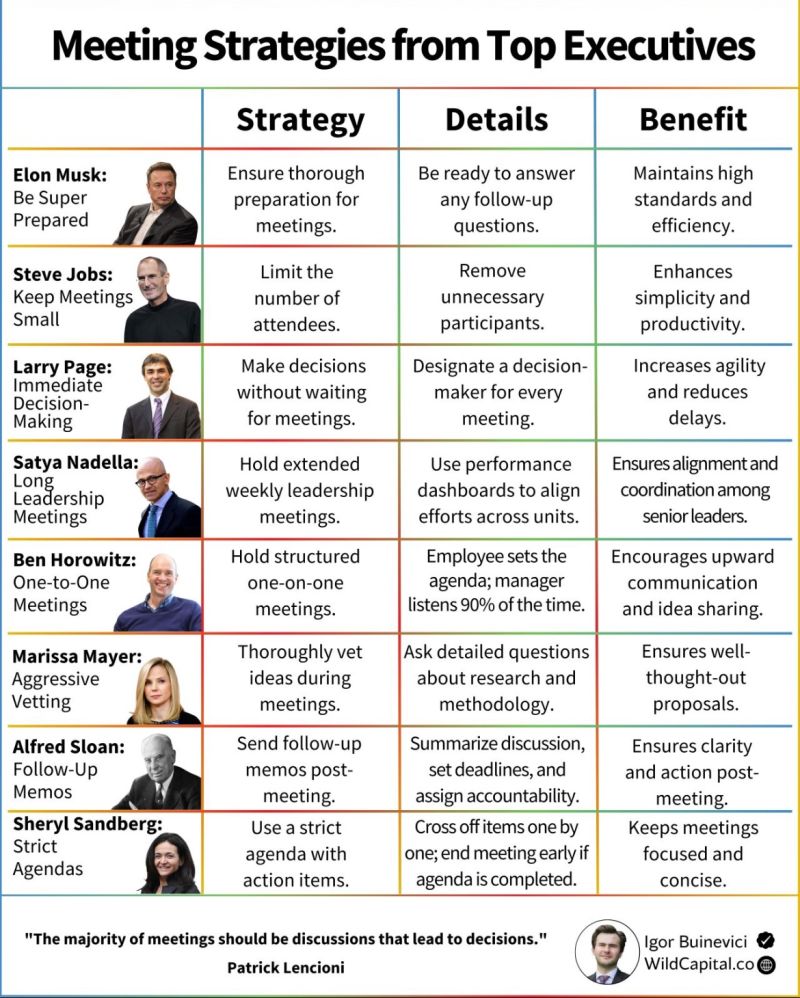 Meeting Strategies from Top Executives
Strategy
Details
Benefit
Elon Musk:
Be Super
Prepared
Ensure thorough
preparation for
meetings.
Be ready to answer
any follow-up
questions.
Maintains high
standards and
efficiency.
Steve Jobs:
Keep Meetings
Small
Limit the
number of
attendees.
Remove
unnecessary
participants.
Enhances
simplicity and
productivity.
Larry Page:
Immediate
Decision-
Making
Make decisions
without waiting
for meetings.
Designate a decision-
maker for every
meeting.
Increases agility
and reduces
delays.
Satya Nadella:
Long
Leadership
Meetings
Hold extended
weekly leadership
meetings.
Use performance
dashboards to align
efforts across units.
Ensures alignment and
coordination among
senior leaders.
Ben Horowitz:
One-to-One
Meetings
Hold structured
one-on-one
meetings.
Employee sets the
agenda; manager
listens 90% of the time.
Encourages upward
communication
and idea sharing.
Marissa Mayer:
Aggressive
Vetting
Thoroughly vet
ideas during
meetings.
Ask detailed questions
about research and
methodology.
Ensures well-
thought-out
proposals.
Alfred Sloan:
Follow-Up
Memos
Send follow-up
memos post-
meeting.
Summarize discussion,
set deadlines, and
assign accountability.
Ensures clarity
and action post-
meeting.
Sheryl Sandberg:
Strict
Agendas
Use a strict
agenda with
action items.
Cross off items one by
one; end meeting early if
agenda is completed.
Keeps meetings
focused and
concise.
"The majority of meetings should be discussions that lead to decisions."
Patrick Lencioni
Igor Buinevici
WildCapital.co